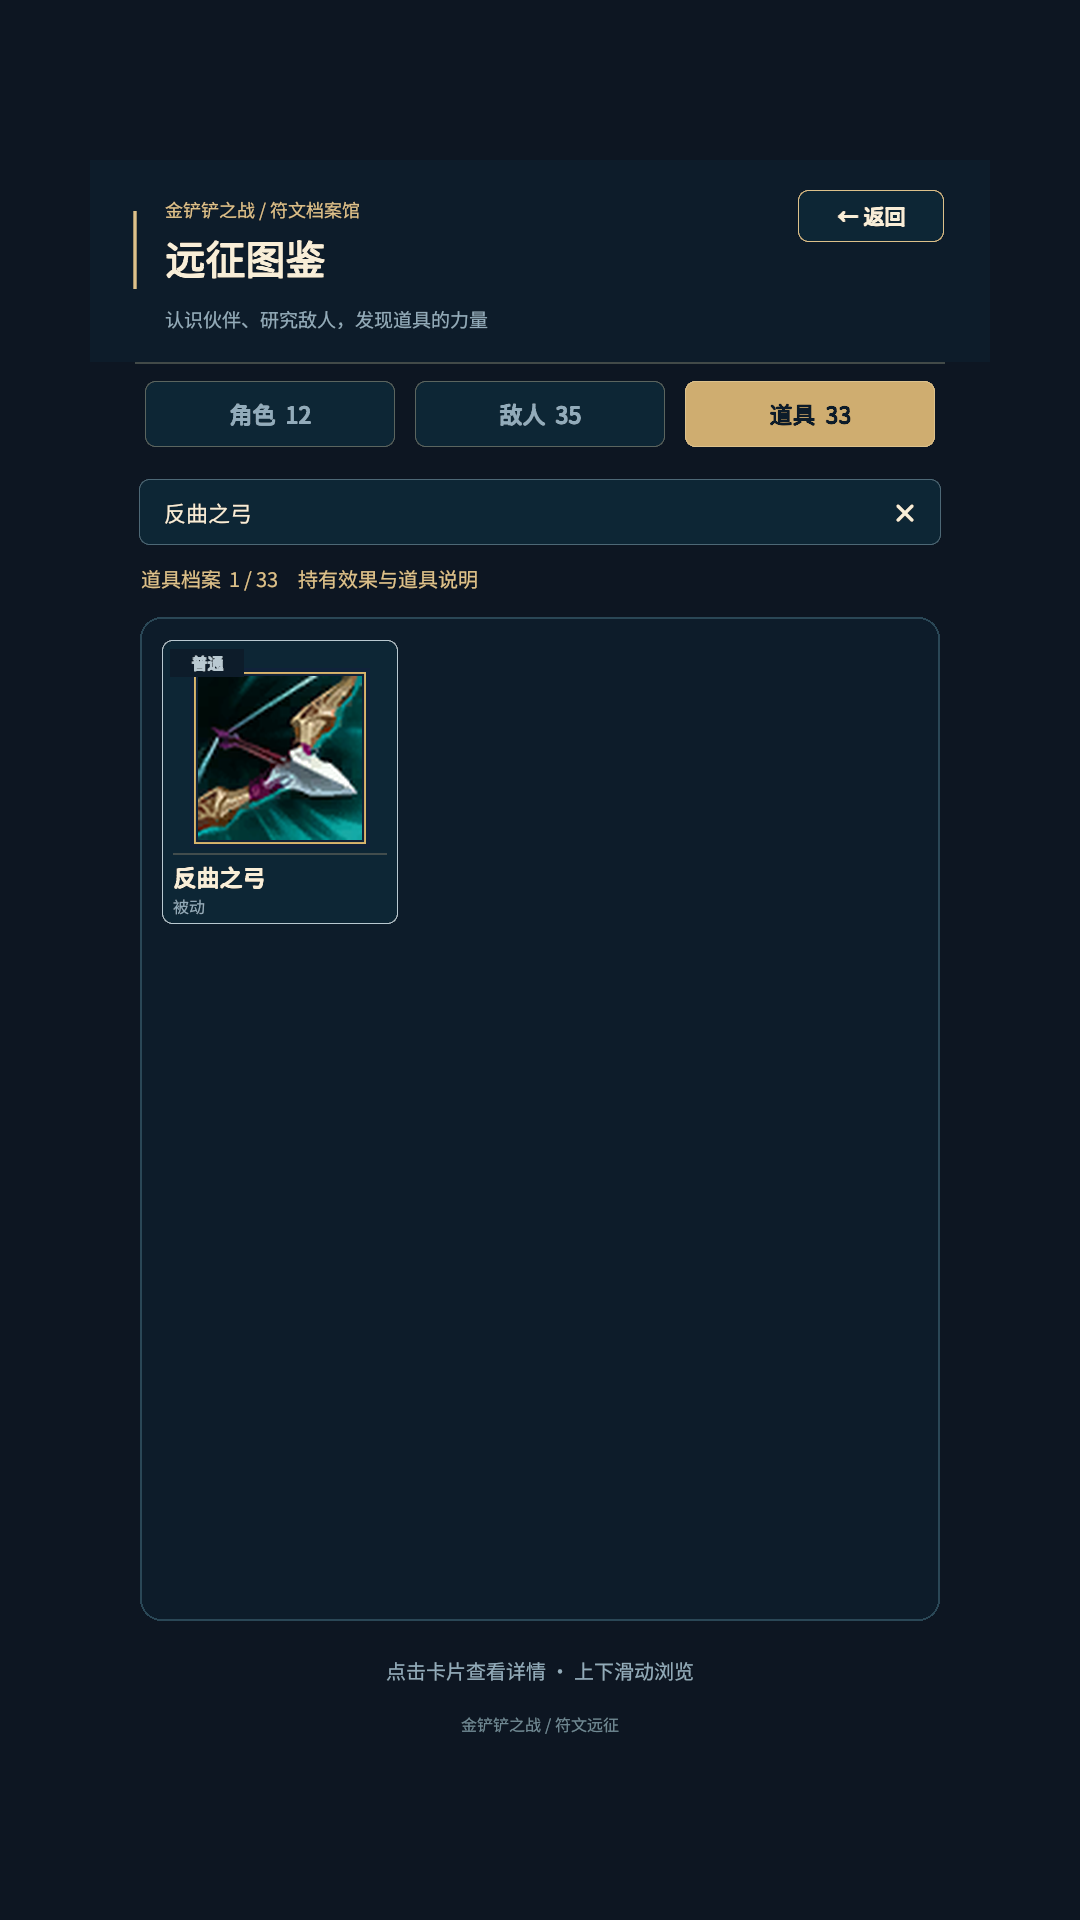 金铲铲之战 / 符文档案馆
← 返回
远征图鉴
认识伙伴、研究敌人，发现道具的力量
角色 12
敌人 35
道具 33
反曲之弓
道具档案 1 / 33 持有效果与道具说明
普通
反曲之弓
被动
点击卡片查看详情 · 上下滑动浏览
金铲铲之战 / 符文远征